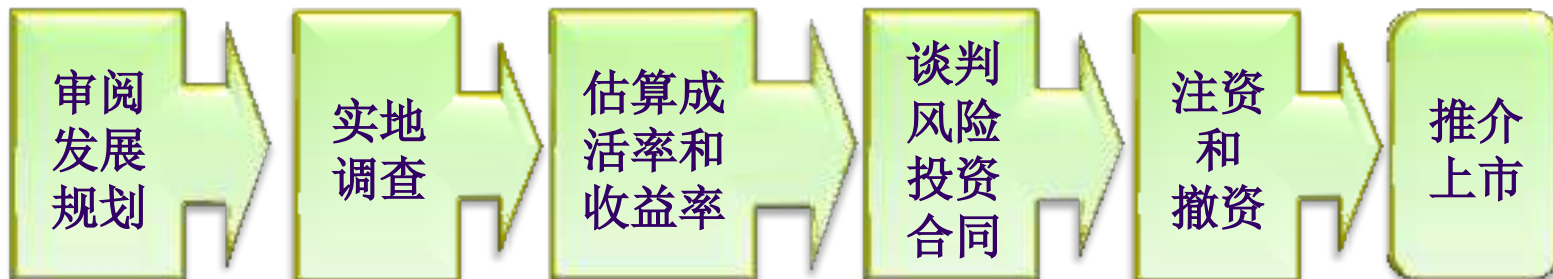 审阅
发展
规划
实地
调查
估算成
活率和
收益率
谈判
风险
投资
合同
注资
和
撤资
推介
上市